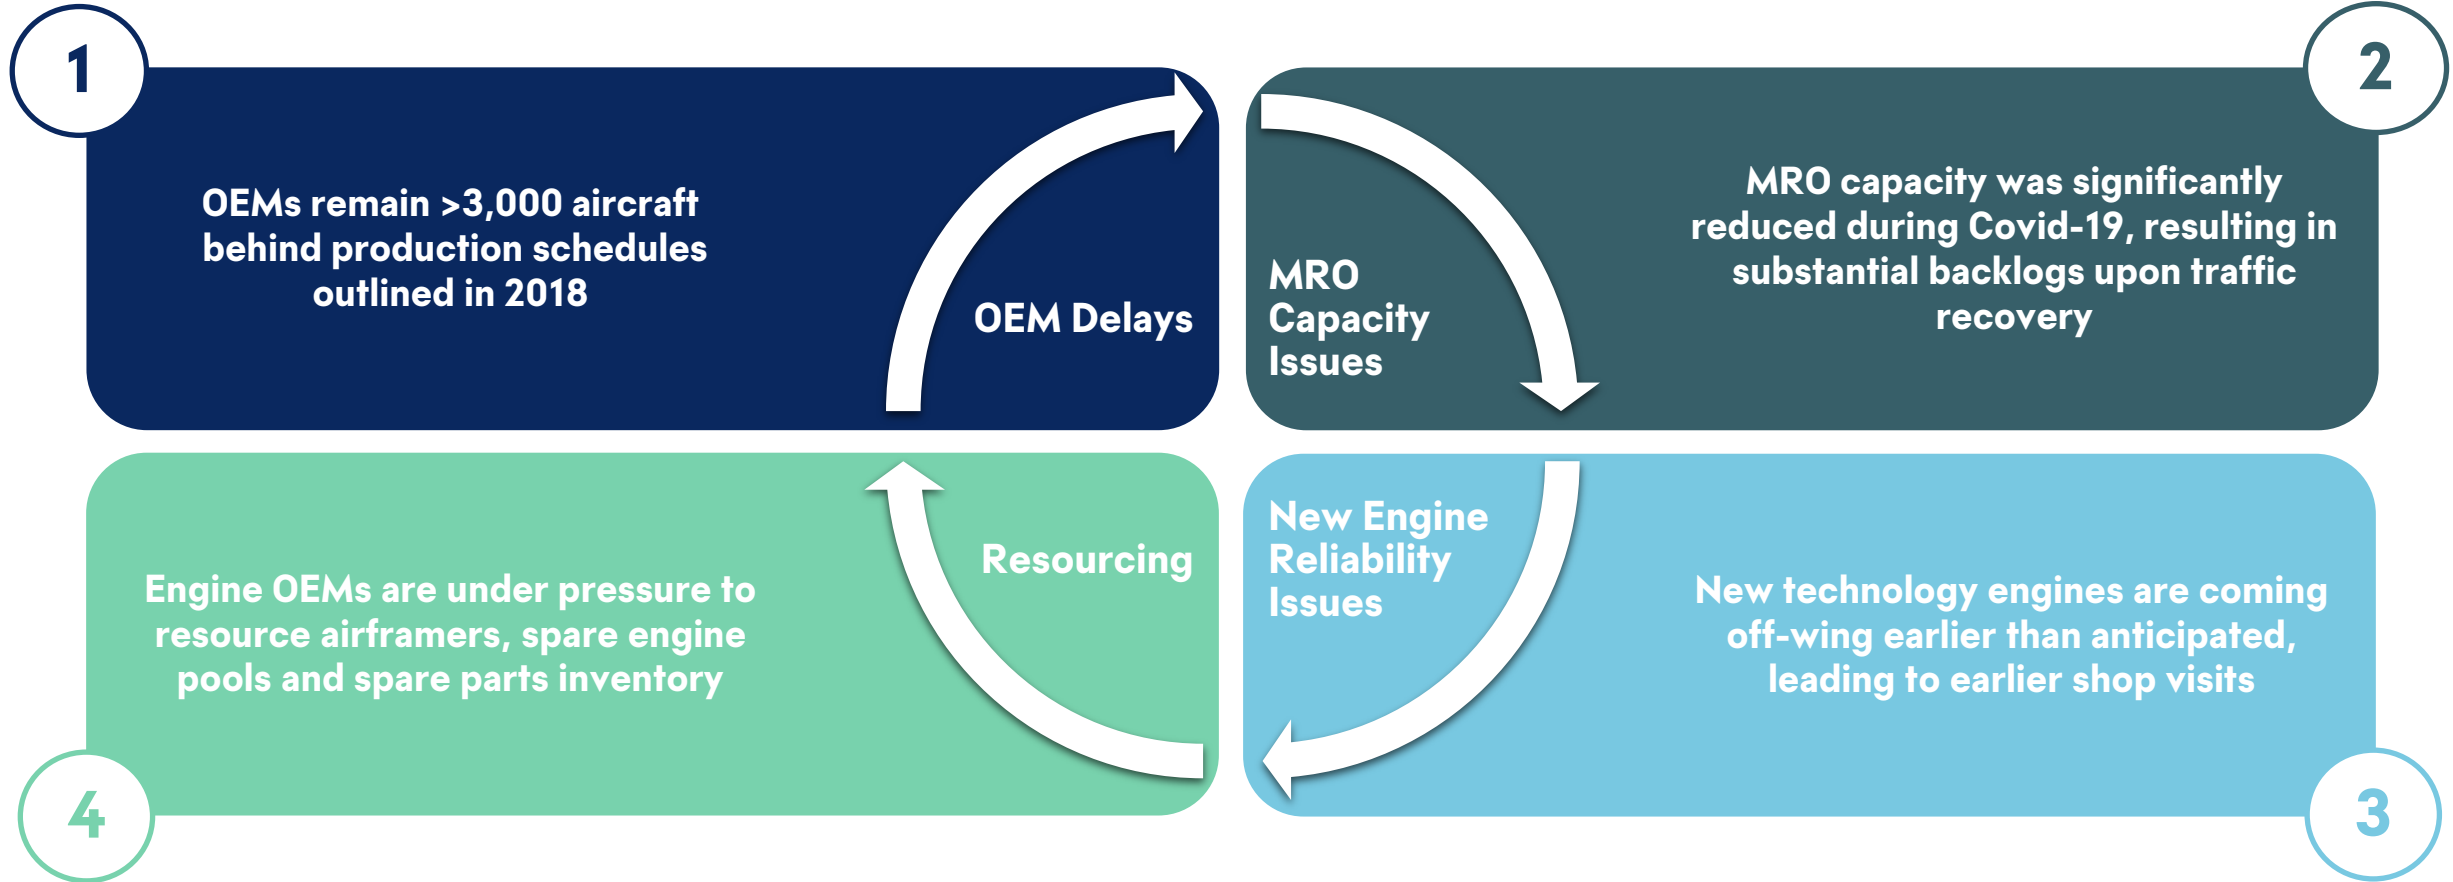 1
OEMs remain >3,000 aircraft
behind production schedules
outlined in 2018
OEM Delays
2
MRO
Capacity
Issues
MRO capacity was significantly
reduced during Covid-19, resulting in
substantial backlogs upon traffic
recovery
New Engine
Reliability
Issues
New technology engines are coming
off-wing earlier than anticipated,
leading to earlier shop visits
3
Resourcing
Engine OEMs are under pressure to
resource airframers, spare engine
pools and spare parts inventory
4